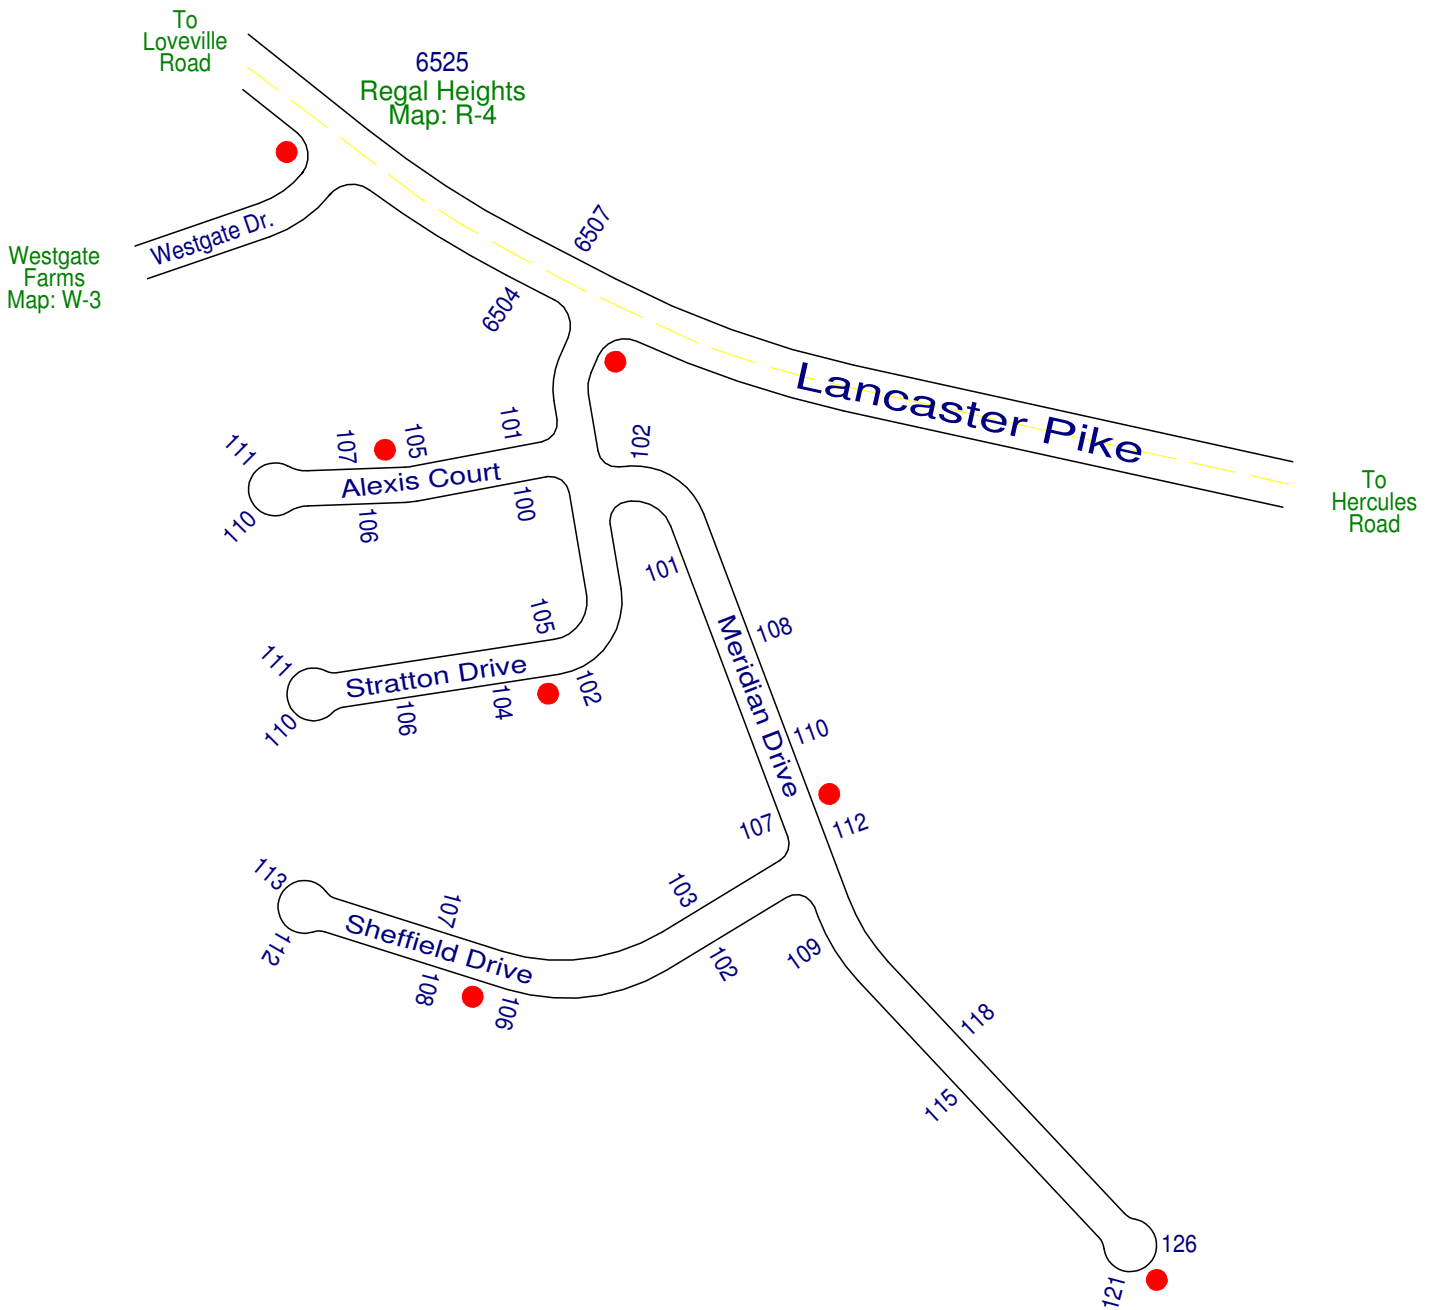 To
Loveville
Road
6525
Regal Heights
Map: R-4
6507
Westgate Dr.
Westgate
Farms
Map: W-3
6504
Lancaster Pike
To
Hercules
Road
101
102
105
107
111
Alexis Court
110
106
100
101
105
108
Meridian Drive
111
Stratton Drive
110
106
104
102
110
107
112
113
107
103
Sheffield Drive
112
108
106
102
109
118
115
126
121